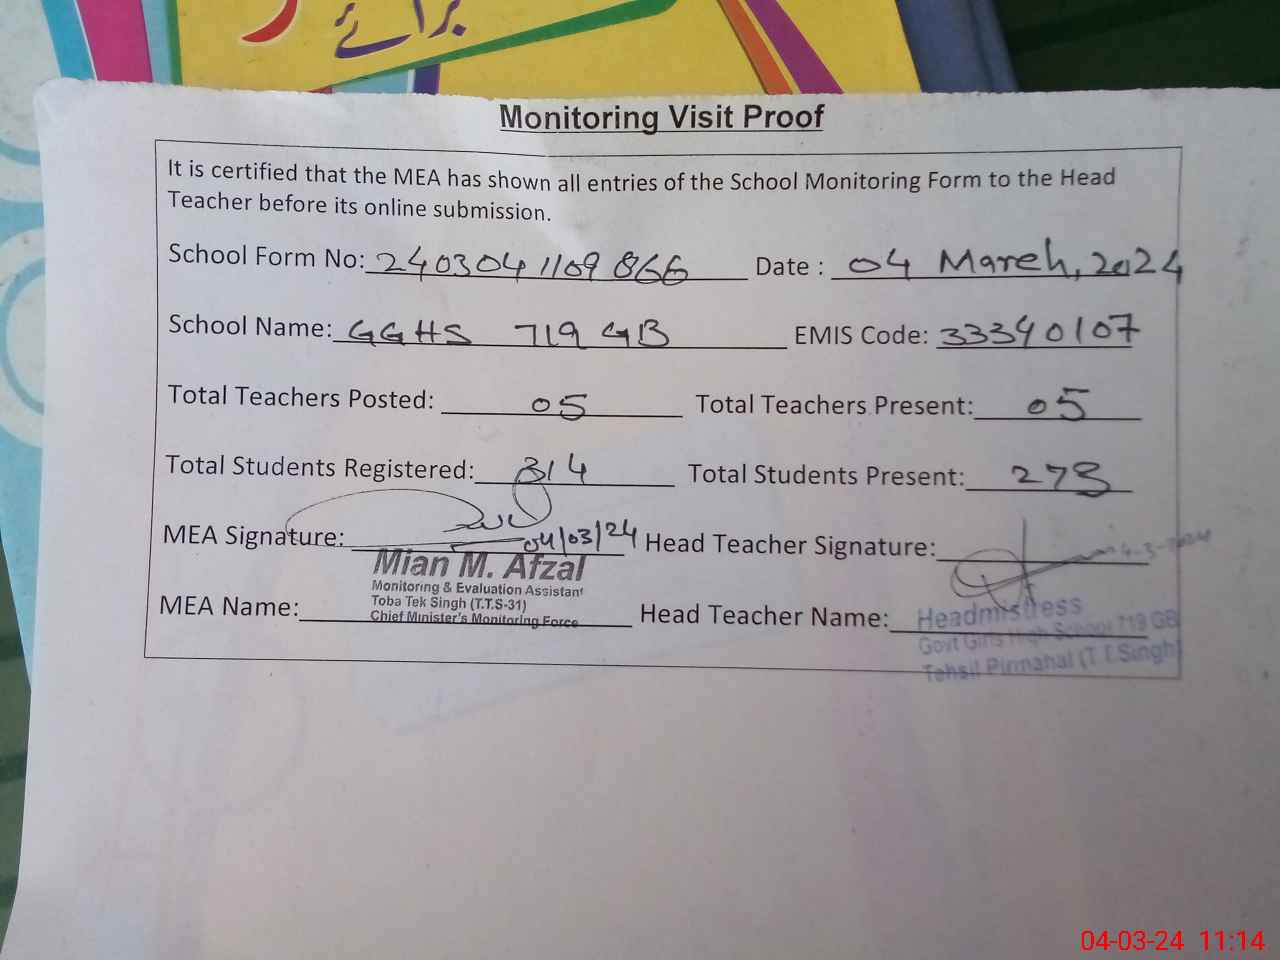 برائے
Monitoring Visit Proof
It is certified that the MEA has shown all entries of the School Monitoring Form to the Head
Teacher before its online submission.
School Form No: 2403041109866 Date : 04 March, 2024
School Name: GGHS 719 GB EMIS Code: 33340107
Total Teachers Posted: 05 Total Teachers Present: 05
Total Students Registered: 314 Total Students Present: 273
MEA Signature: 04/03/24 Head Teacher Signature: 4-3-2024
Mian M. Afzal
Monitoring & Evaluation Assistant
Toba Tek Singh (T.T.S-31)
Chief Minister's Monitoring Force
MEA Name: Head Teacher Name:
Headmistress
Govt Girls High School 719 GB
Tehsil Pirmahal (T.T.Singh)
04-03-24 11:14